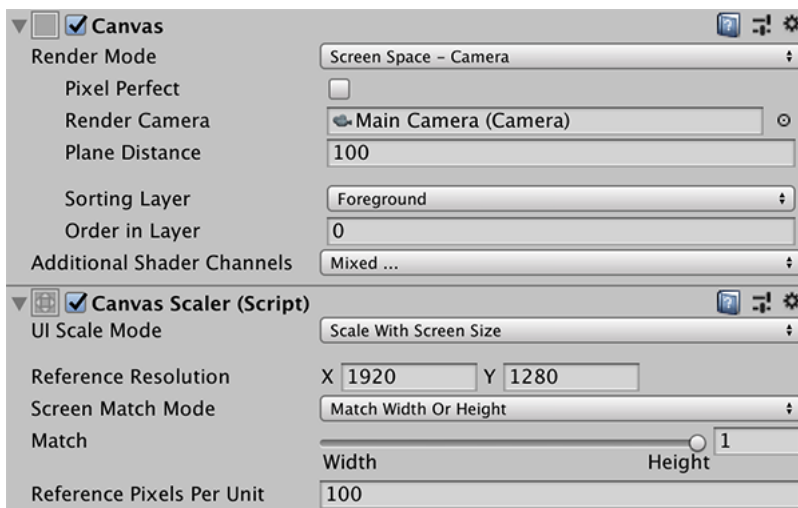 Canvas
Render Mode Screen Space - Camera
Pixel Perfect
Render Camera Main Camera (Camera)
Plane Distance 100
Sorting Layer Foreground
Order in Layer 0
Additional Shader Channels Mixed ...
Canvas Scaler (Script)
UI Scale Mode Scale With Screen Size
Reference Resolution X 1920 Y 1280
Screen Match Mode Match Width Or Height
Match 1
Width Height
Reference Pixels Per Unit 100